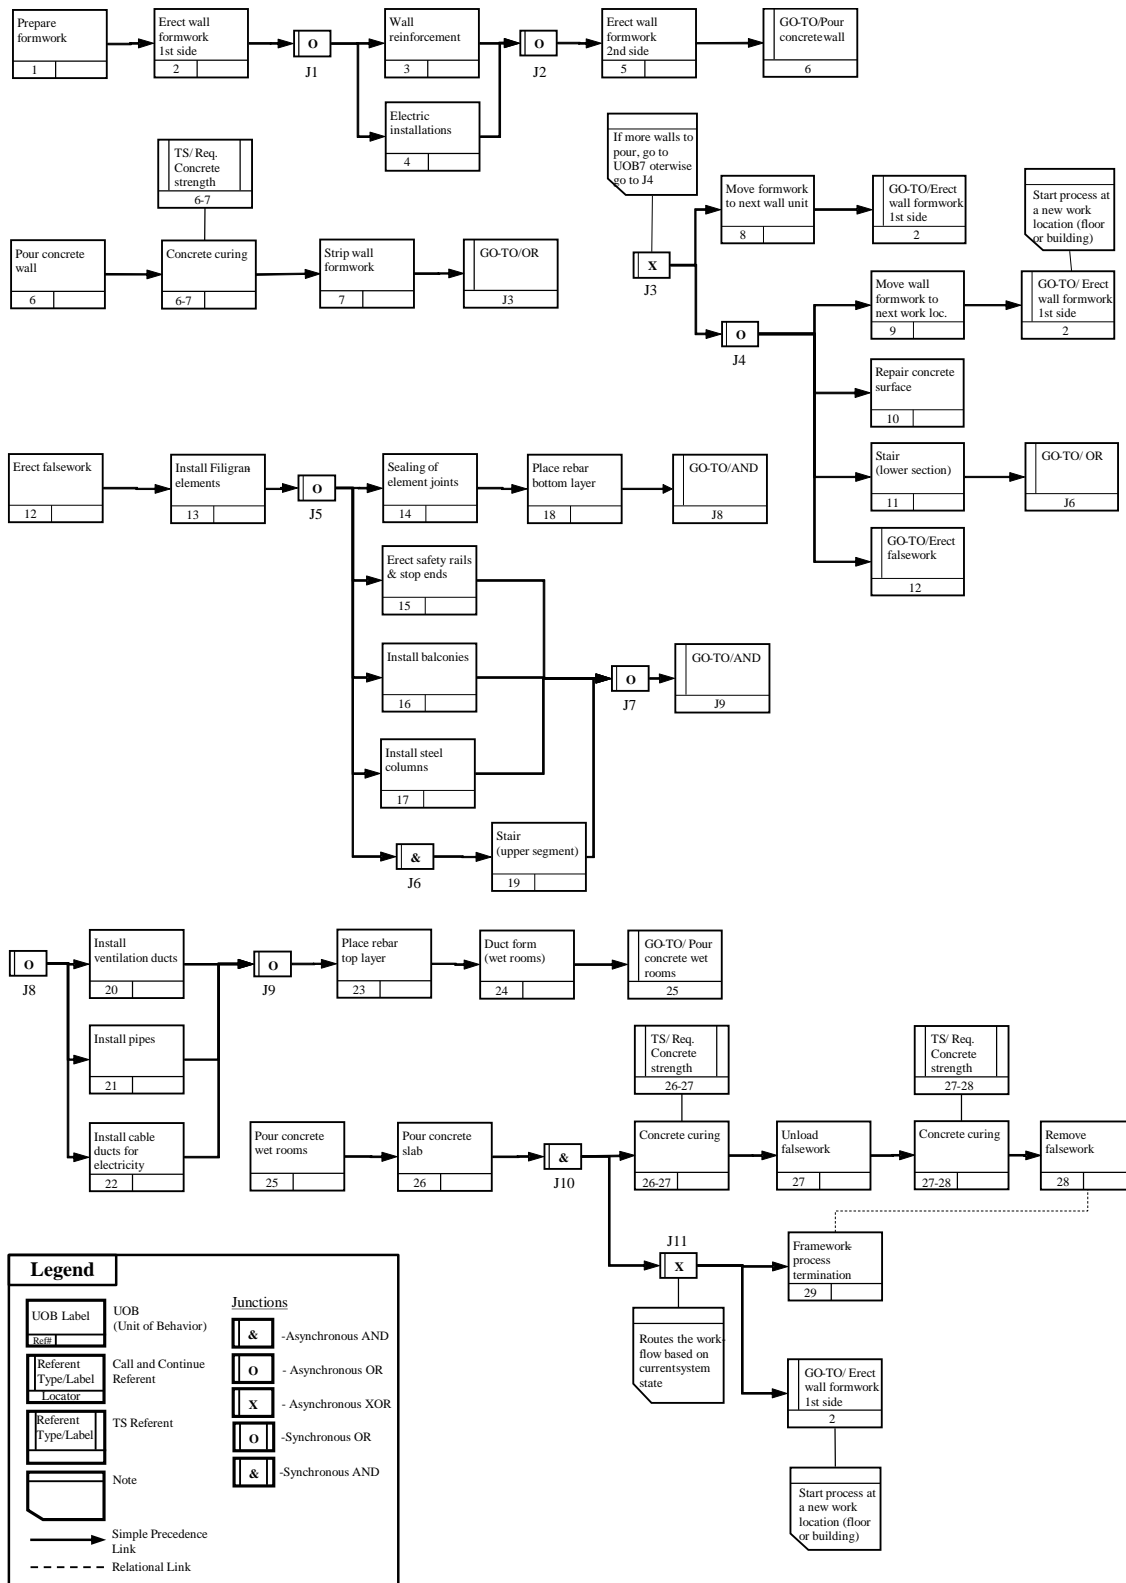 Prepare
formwork
1
Erect wall
formwork
1st side
2
O
J1
Wall
reinforcement
3
O
J2
Erect wall
formwork
2nd side
5
GO-TO/Pour
concrete wall
6
Electric
installations
4
TS/ Req.
Concrete
strength
6-7
If more walls to
pour, go to
UOB7 oterwise
go to J4
Move formwork
to next wall unit
8
GO-TO/Erect
wall formwork
1st side
2
Start process at
a new work
location (floor
or building)
Pour concrete
wall
6
Concrete curing
6-7
Strip wall
formwork
7
GO-TO/OR
J3
X
J3
O
J4
Move wall
formwork to
next work loc.
9
GO-TO/ Erect
wall formwork
1st side
2
Repair concrete
surface
10
Stair
(lower section)
11
GO-TO/ OR
J6
GO-TO/Erect
falsework
12
Erect falsework
12
Install Filigran-
elements
13
O
J5
Sealing of
element joints
14
Place rebar
bottom layer
18
GO-TO/AND
J8
Erect safety rails
& stop ends
15
Install balconies
16
O
J7
GO-TO/AND
J9
Install steel
columns
17
&
J6
Stair
(upper segment)
19
O
J8
Install
ventilation ducts
20
O
J9
Place rebar
top layer
23
Duct form
(wet rooms)
24
GO-TO/ Pour
concrete wet
rooms
25
Install pipes
21
Install cable
ducts for
electricity
22
TS/ Req.
Concrete
strength
26-27
TS/ Req.
Concrete
strength
27-28
Pour concrete
wet rooms
25
Pour concrete
slab
26
&
J10
Concrete curing
26-27
Unload
falsework
27
Concrete curing
27-28
Remove
falsework
28
J11
X
Framework-
process
termination
29
Routes the work-
flow based on
currentsystem
state
GO-TO/ Erect
wall formwork
1st side
2
Start process at
a new work
location (floor
or building)
Legend
UOB Label
Ref#
UOB
(Unit of Behavior)
Referent
Type/Label
Locator
Call and Continue
Referent
Referent
Type/Label
TS Referent
Note
Simple Precedence
Link
Relational Link
Junctions
& -Asynchronous AND
O - Asynchronous OR
X - Asynchronous XOR
O -Synchronous OR
& -Synchronous AND